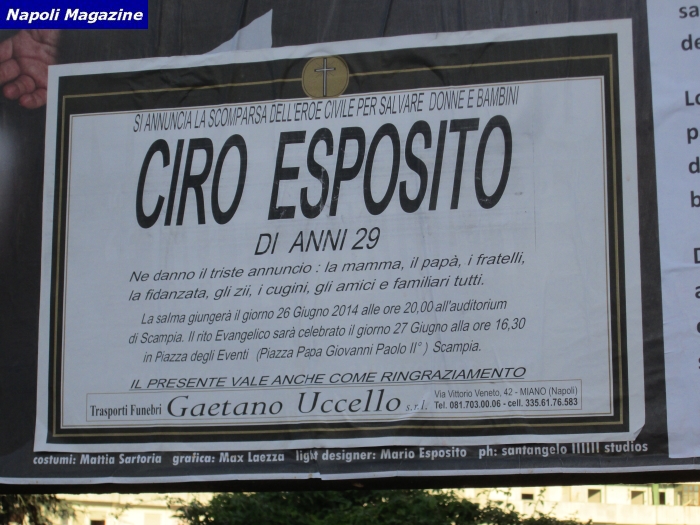 Napoli Magazine
SI ANNUNCIA LA SCOMPARSA DELL'EROE CIVILE PER SALVARE DONNE E BAMBINI
CIRO ESPOSITO
DI ANNI 29
Ne danno il triste annuncio : la mamma, il papà, i fratelli,
la fidanzata, gli zii, i cugini, gli amici e familiari tutti.
La salma giungerà il giorno 26 Giugno 2014 alle ore 20,00 all'auditorium
di Scampia. Il rito Evangelico sarà celebrato il giorno 27 Giugno alla ore 16,30
in Piazza degli Eventi (Piazza Papa Giovanni Paolo II° ) Scampia.
IL PRESENTE VALE ANCHE COME RINGRAZIAMENTO
Trasporti Funebri Gaetano Uccello s.r.l.
Via Vittorio Veneto, 42 - MIANO (Napoli)
Tel. 081.703.00.06 - cell. 335.61.76.583
costumi: Mattia Sartoria grafica: Max Laezza light designer: Mario Esposito ph: santangelo IIIIII studios
sa
de
Lo
p
d
b